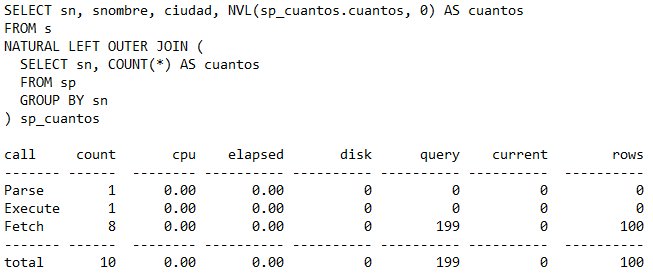 SELECT sn, snombre, ciudad, NVL(sp_cuantos.cuantos, 0) AS cuantos
FROM s
NATURAL LEFT OUTER JOIN (
  SELECT sn, COUNT(*) AS cuantos
  FROM sp
  GROUP BY sn
) sp_cuantos

call     count       cpu    elapsed       disk      query    current        rows
------- ------  -------- ---------- ---------- ---------- ----------  ----------
Parse        1      0.00       0.00          0          0          0           0
Execute      1      0.00       0.00          0          0          0           0
Fetch        8      0.00       0.00          0        199          0         100
------- ------  -------- ---------- ---------- ---------- ----------  ----------
total       10      0.00       0.00          0        199          0         100